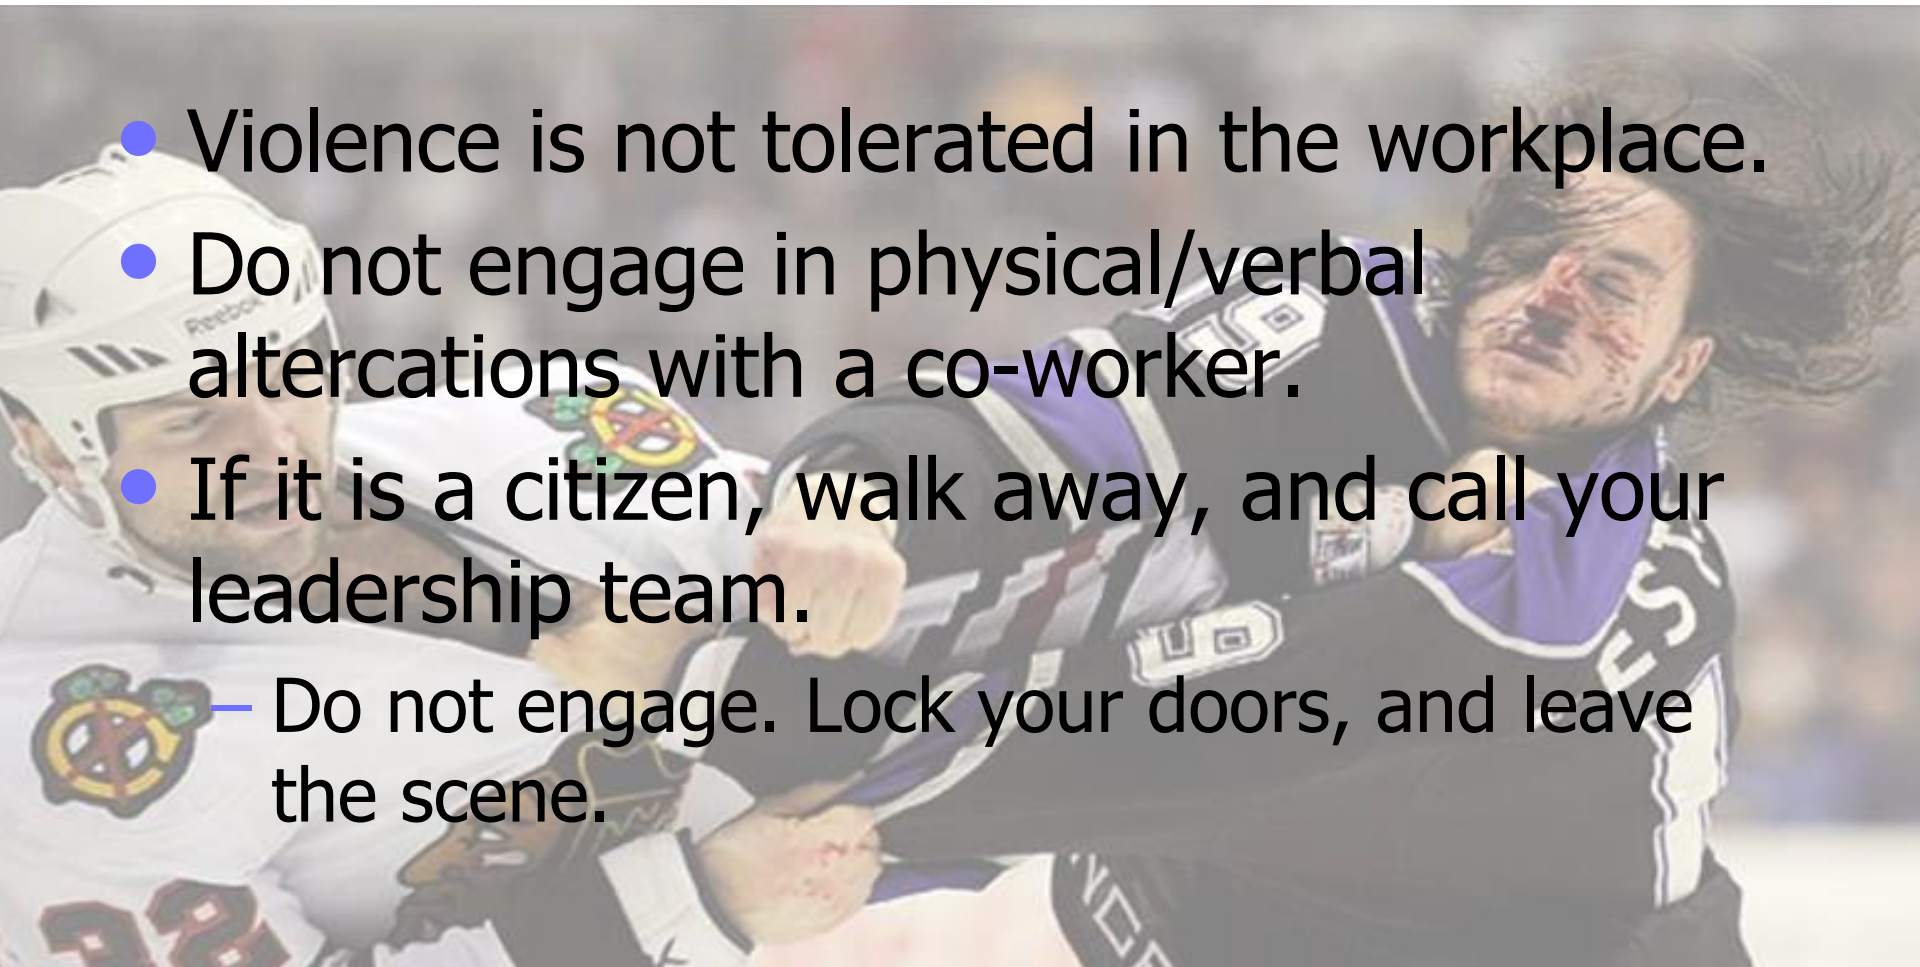 • Violence is not tolerated in the workplace.
• Do not engage in physical/verbal
altercations with a co-worker.
• If it is a citizen, walk away, and call your
leadership team.
– Do not engage. Lock your doors, and leave
the scene.
Reebok
32